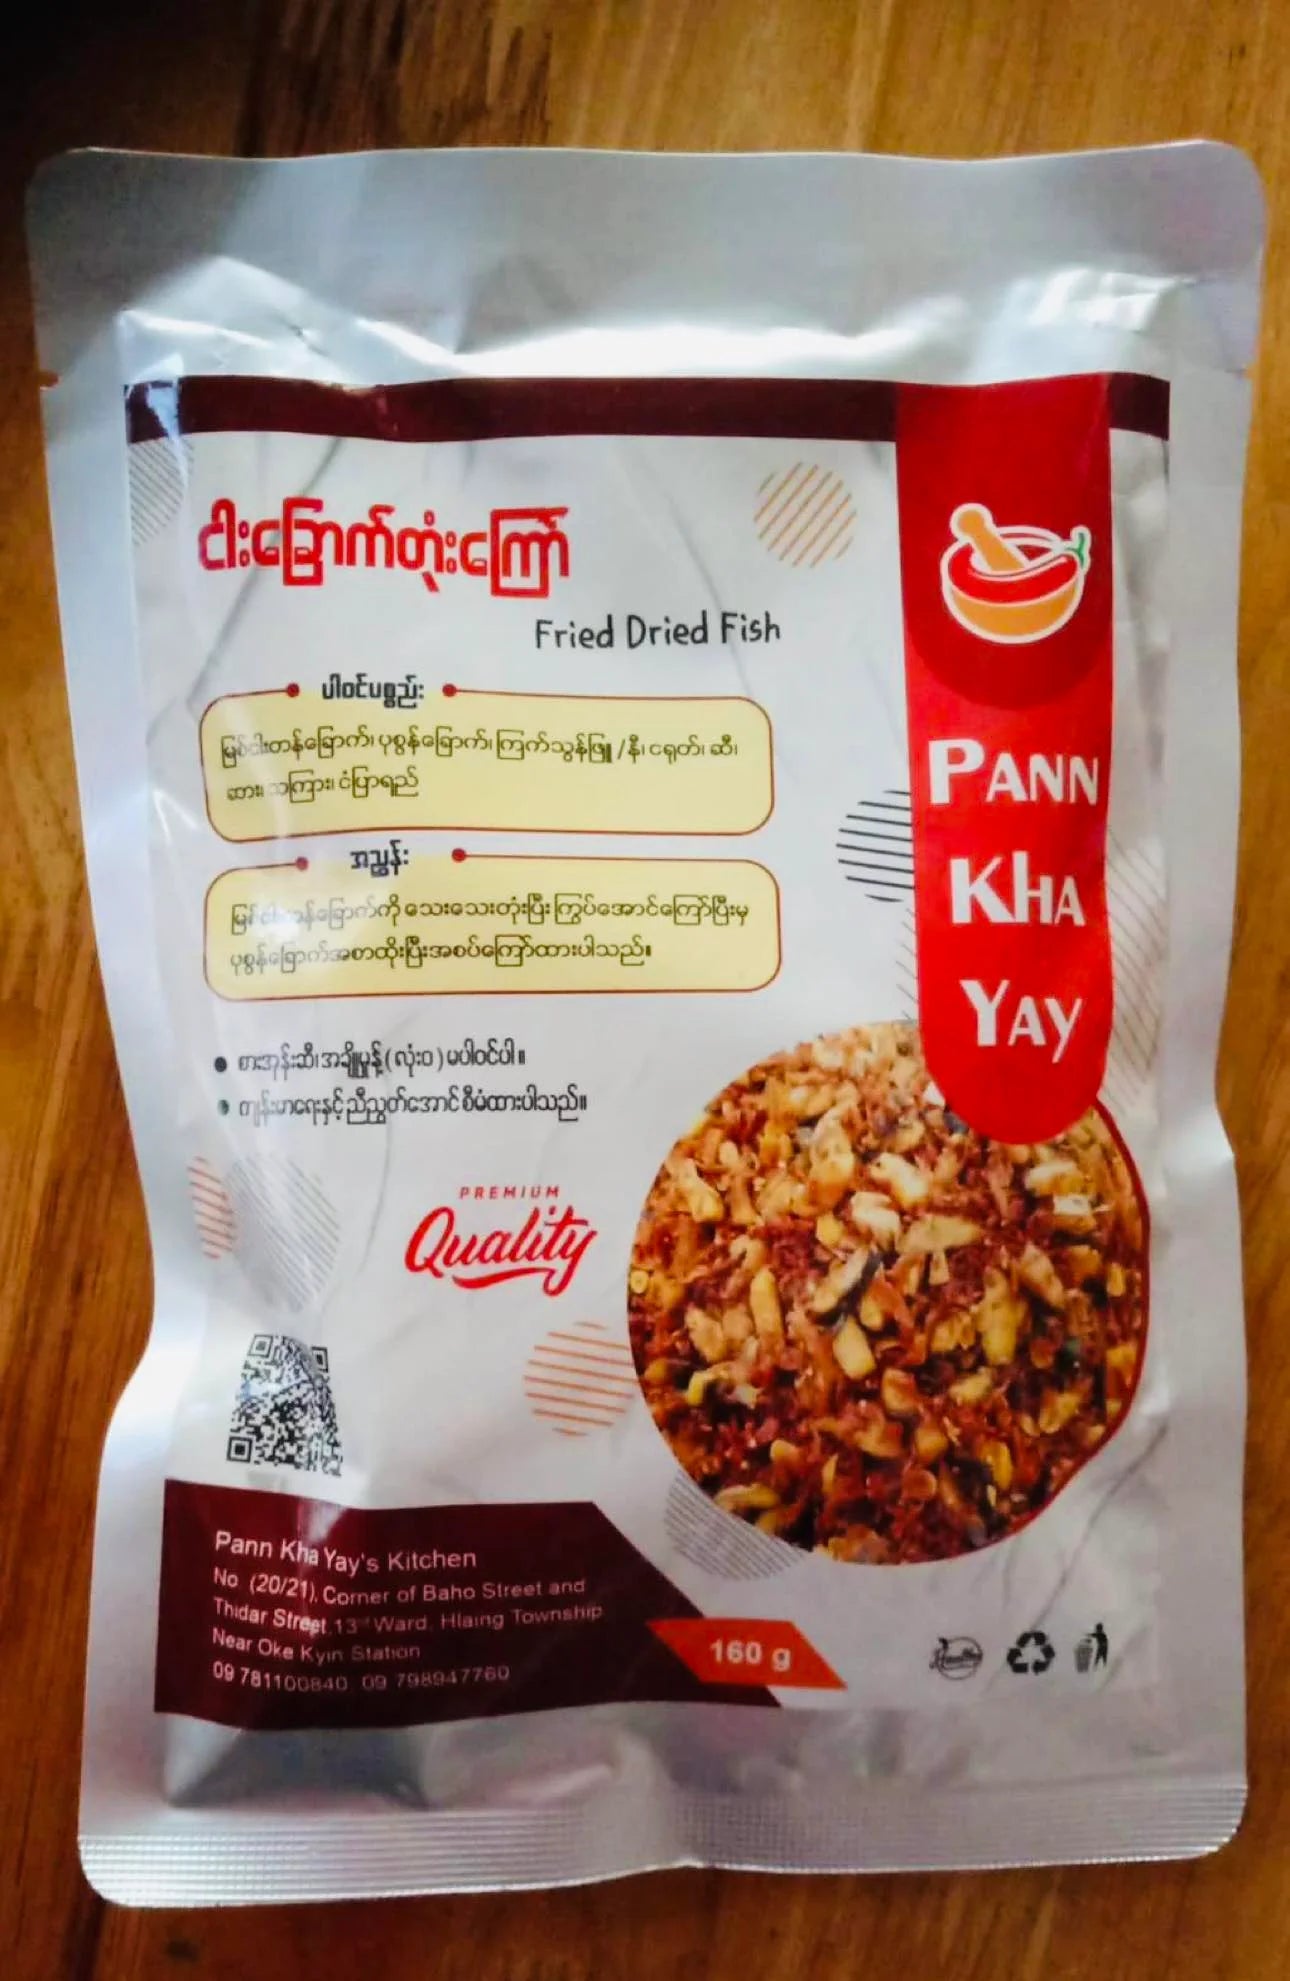 ငါးခြောက်တုံးကြော်
Fried Dried Fish
ပါဝင်ပစ္စည်း
မြစ်ငါးတန်ခြောက်၊ ပုစွန်ခြောက်၊ ကြက်သွန်ဖြူ / နီ၊ ငရုတ်၊ ဆီ၊
ဆား၊ သကြား၊ ငံပြာရည်
အညွှန်း
မြစ်ငါးတန်ခြောက်ကို သေးသေးတုံးပြီး ကြွပ်အောင်ကြော်ပြီးမှ
ပုစွန်ခြောက်အစာထိုးပြီးအစပ်ကြော်ထားပါသည်။
စားအုန်းဆီ၊ အချိုမှုန့် (လုံးဝ) မပါဝင်ပါ။
ကျန်းမာရေးနှင့်ညီညွတ်အောင် စီမံထားပါသည်။
PANN
KHA
YAY
PREMIUM
Quality
Pann Kha Yay's Kitchen
No (20/21), Corner of Baho Street and
Thidar Street, 13rd Ward, Hlaing Township
Near Oke Kyin Station
09 781100840 09 798947760
160 g